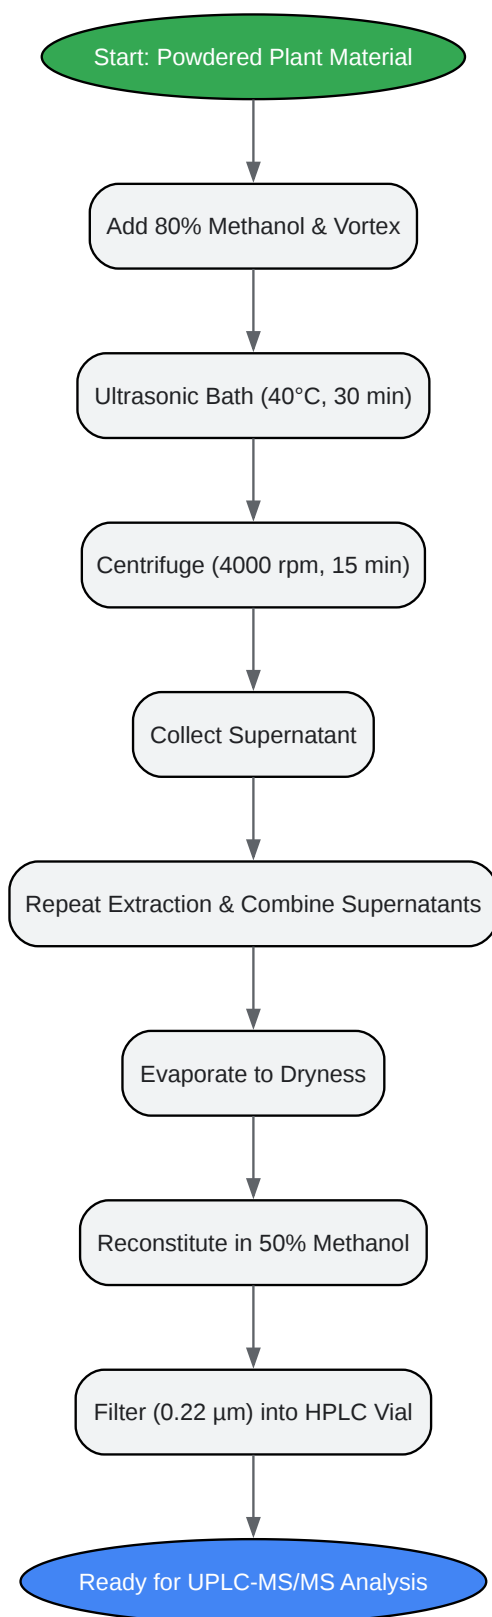 Start: Powdered Plant Material
Add 80% Methanol & Vortex
Ultrasonic Bath (40°C, 30 min)
Centrifuge (4000 rpm, 15 min)
Collect Supernatant
Repeat Extraction & Combine Supernatants
Evaporate to Dryness
Reconstitute in 50% Methanol
Filter (0.22 µm) into HPLC Vial
Ready for UPLC-MS/MS Analysis